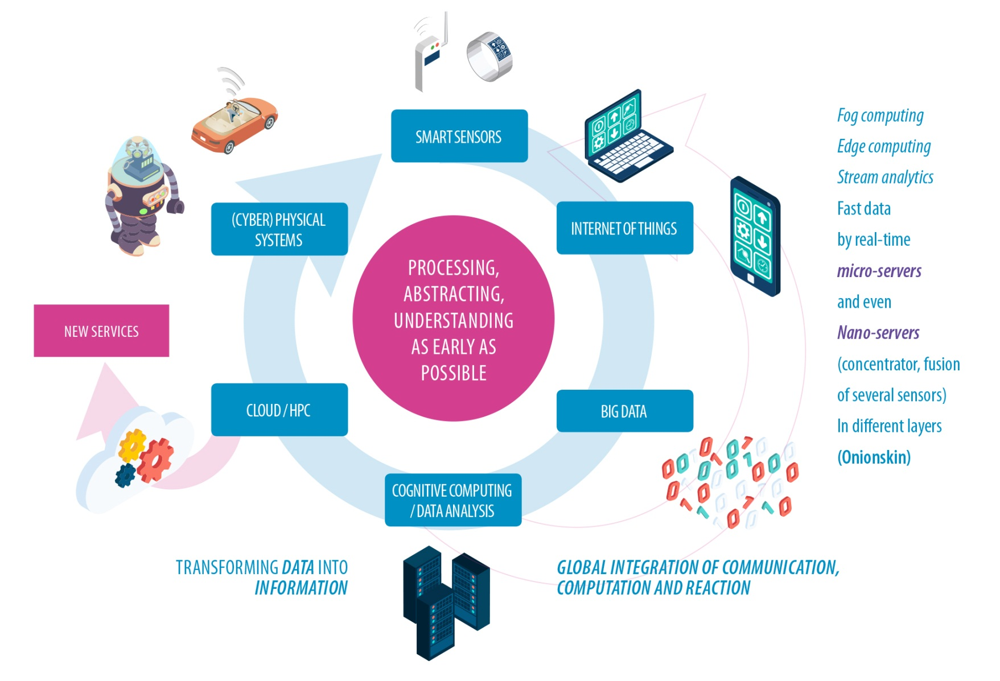 SMART SENSORS
INTERNET OF THINGS
BIG DATA
COGNITIVE COMPUTING
/ DATA ANALYSIS
CLOUD / HPC
(CYBER) PHYSICAL
SYSTEMS
NEW SERVICES
PROCESSING,
ABSTRACTING,
UNDERSTANDING
AS EARLY AS
POSSIBLE
TRANSFORMING DATA INTO
INFORMATION
GLOBAL INTEGRATION OF COMMUNICATION,
COMPUTATION AND REACTION
Fog computing
Edge computing
Stream analytics
Fast data
by real-time
micro-servers
and even
Nano-servers
(concentrator, fusion
of several sensors)
In different layers
(Onionskin)